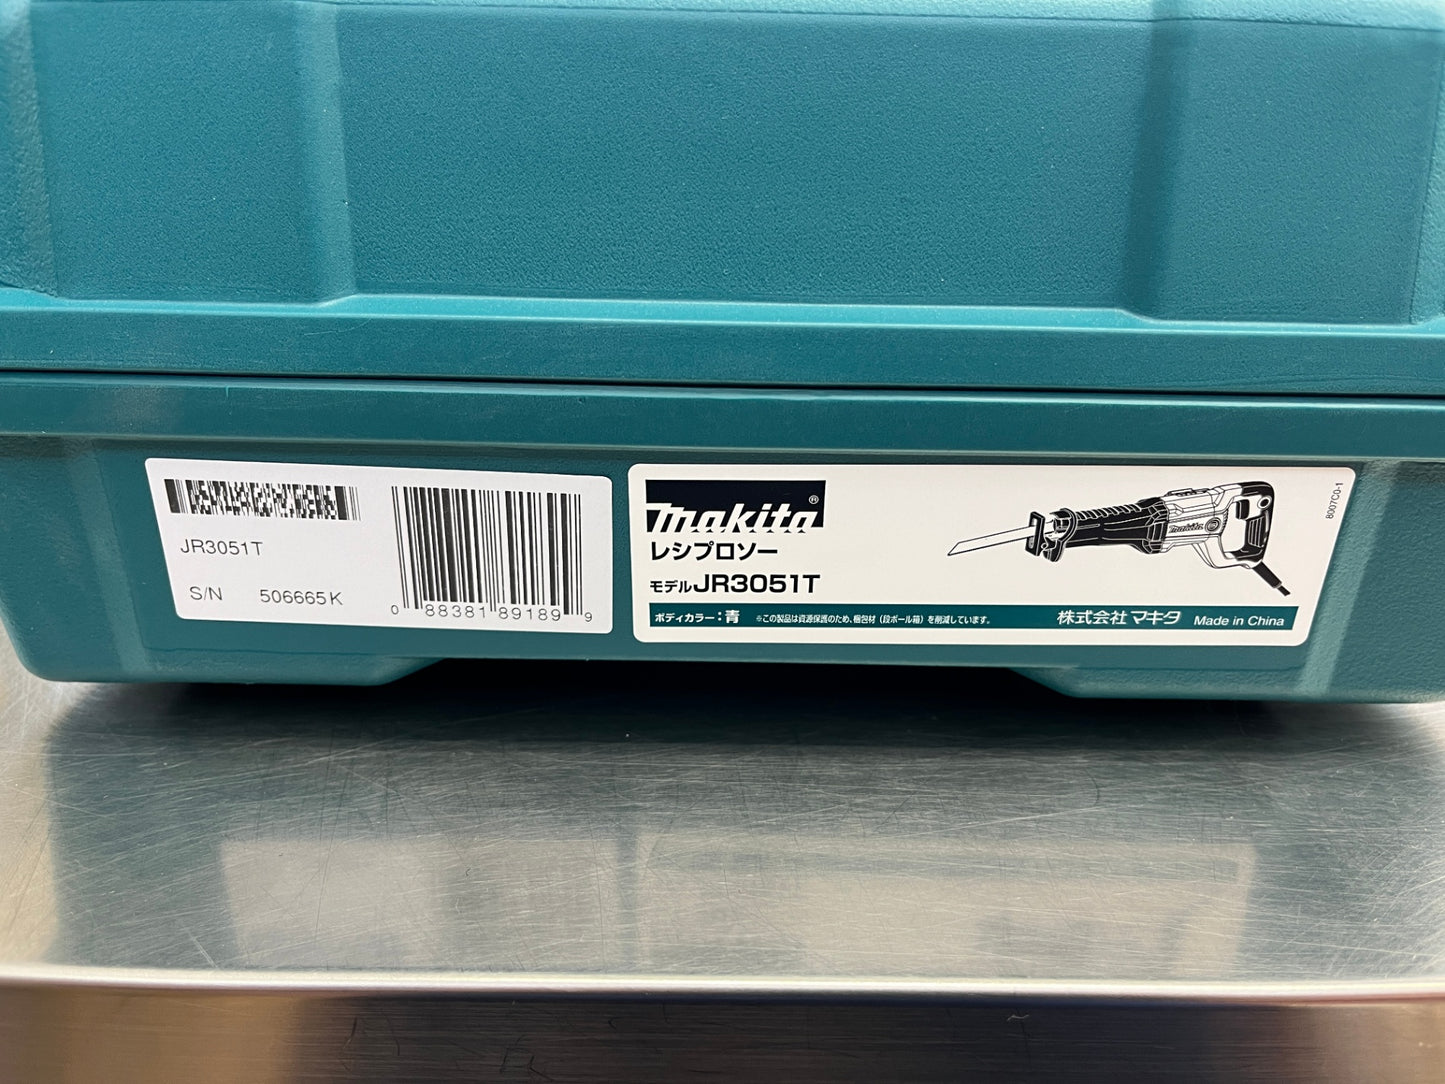 JR3051T
S/N 506665K
0 88381 89189 9
makita®
レシプロソー
モデルJR3051T
makita
8007C0-1
ボディカラー：青 ※この製品は資源保護のため、梱包材（段ボール箱）を削減しています。 株式会社マキタ Made in China